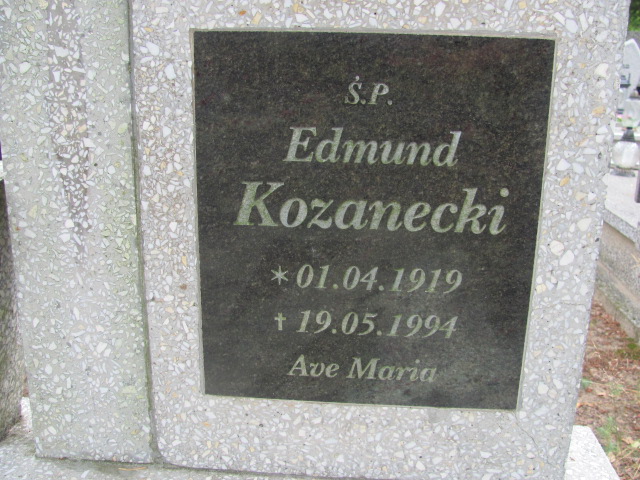 Ś.P.
Edmund
Kozanecki
*01.04.1919
†19.05.1994
Ave Maria